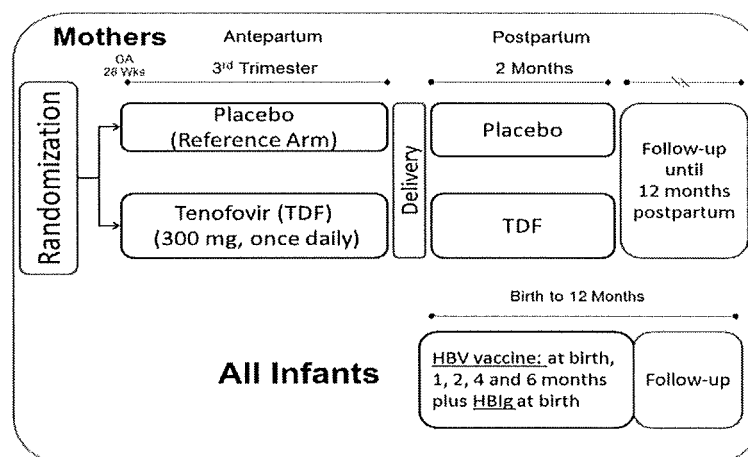 Mothers
Antepartum
Postpartum
GA
28 Wks
3rd Trimester
2 Months
Randomization
Placebo
(Reference Arm)
Tenofovir (TDF)
(300 mg, once daily)
Delivery
Placebo
TDF
Follow-up
until
12 months
postpartum
Birth to 12 Months
All Infants
HBV vaccine: at birth,
1, 2, 4 and 6 months
plus HBIg at birth
Follow-up